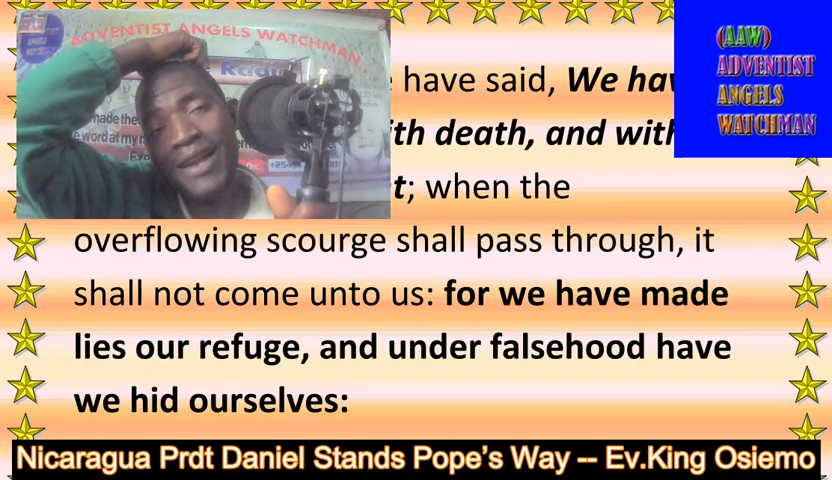 ADVENTIST ANGELS WATCHMAN
Radio
have said, We hav
th death, and with
t; when the
overflowing scourge shall pass through, it
shall not come unto us: for we have made
lies our refuge, and under falsehood have
we hid ourselves:
(AAW)
ADVENTIST
ANGELS
WATCHMAN
Nicaragua Prdt Daniel Stands Pope’s Way -- Ev.King Osiemo